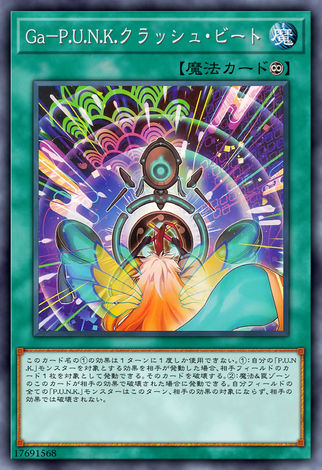 Ga－P.U.N.K.クラッシュ・ビート
魔
【魔法カード∞】
このカード名の①の効果は１ターンに１度しか使用できない。①：自分の「P.U.N
.K.」モンスターを対象とする効果を相手が発動した場合、相手フィールドのカ
ード１枚を対象として発動できる。そのカードを破壊する。②：魔法&罠ゾーン
のこのカードが相手の効果で破壊された場合に発動できる。自分フィールドの
全ての「P.U.N.K.」モンスターはこのターン、相手の効果の対象にならず、相手の
効果では破壊されない。
17691568